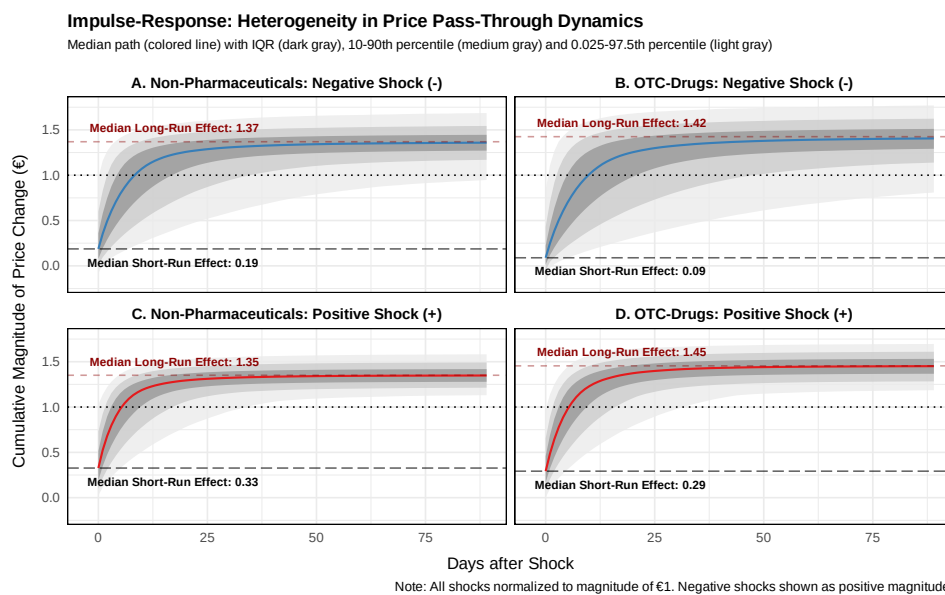 Impulse-Response: Heterogeneity in Price Pass-Through Dynamics
Median path (colored line) with IQR (dark gray), 10-90th percentile (medium gray) and 0.025-97.5th percentile (light gray)
A. Non-Pharmaceuticals: Negative Shock (-)
B. OTC-Drugs: Negative Shock (-)
Cumulative Magnitude of Price Change (€)
1.5
1.0
0.5
0.0
Median Long-Run Effect: 1.37
Median Short-Run Effect: 0.19
Median Long-Run Effect: 1.42
Median Short-Run Effect: 0.09
C. Non-Pharmaceuticals: Positive Shock (+)
D. OTC-Drugs: Positive Shock (+)
1.5
1.0
0.5
0.0
Median Long-Run Effect: 1.35
Median Short-Run Effect: 0.33
Median Long-Run Effect: 1.45
Median Short-Run Effect: 0.29
0 25 50 75
0 25 50 75
Days after Shock
Note: All shocks normalized to magnitude of €1. Negative shocks shown as positive magnitude